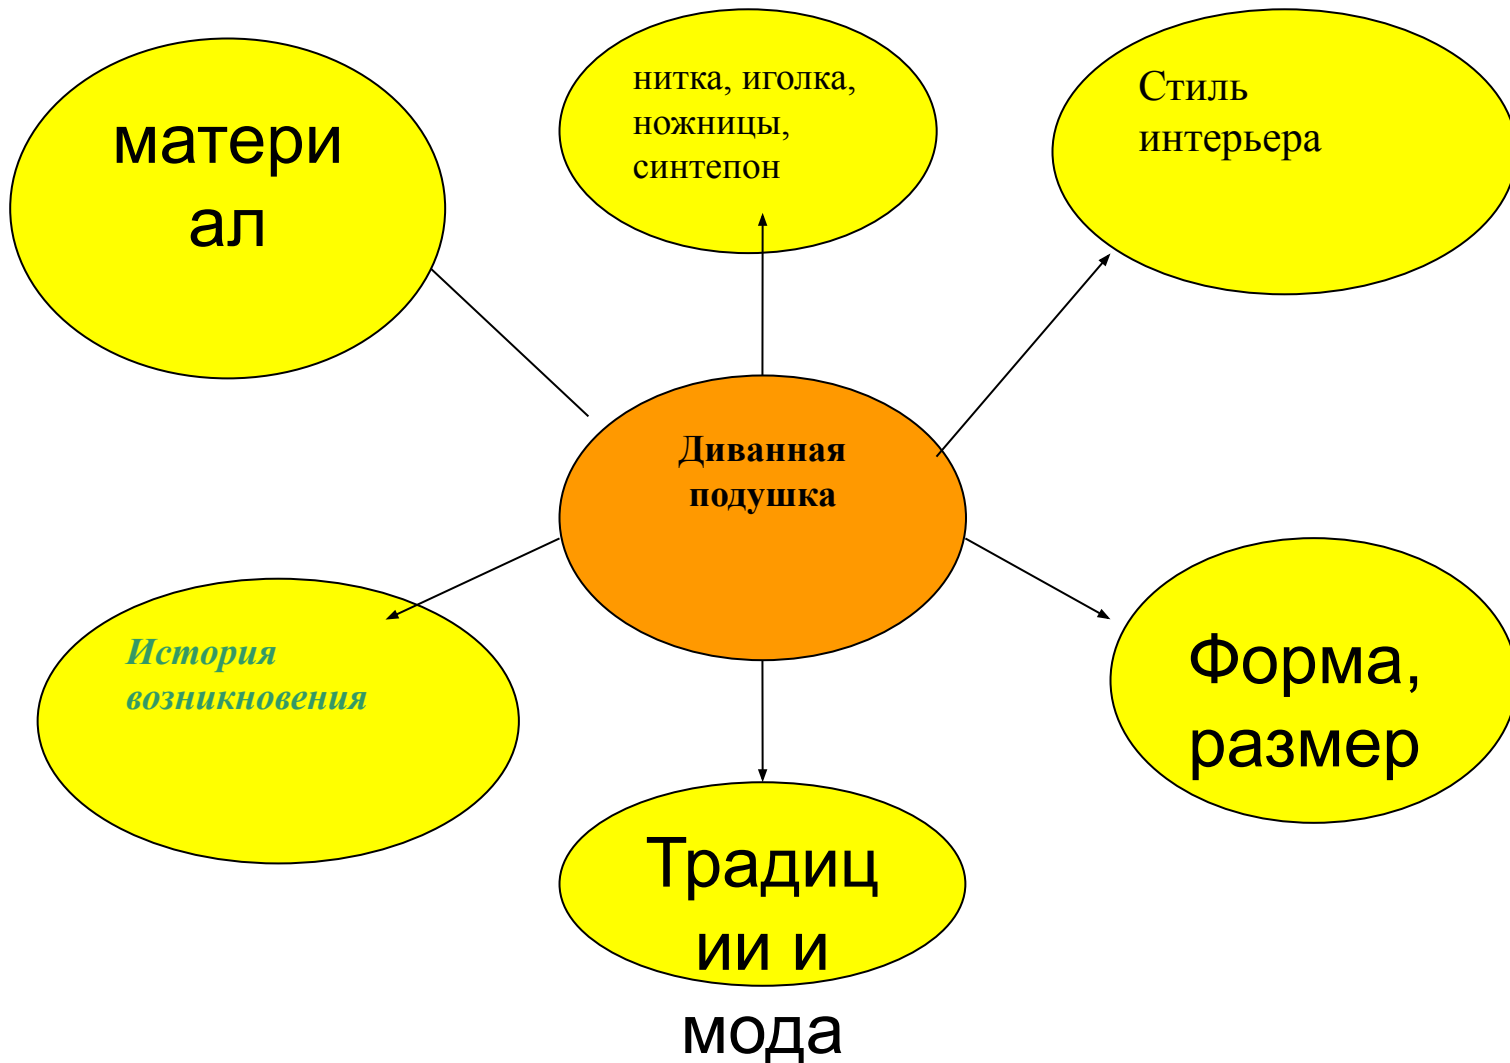 матери
ал
нитка, иголка,
ножницы,
синтепон
Стиль
интерьера
Диванная
подушка
История
возникновения
Форма,
размер
Традиц
ии и
мода